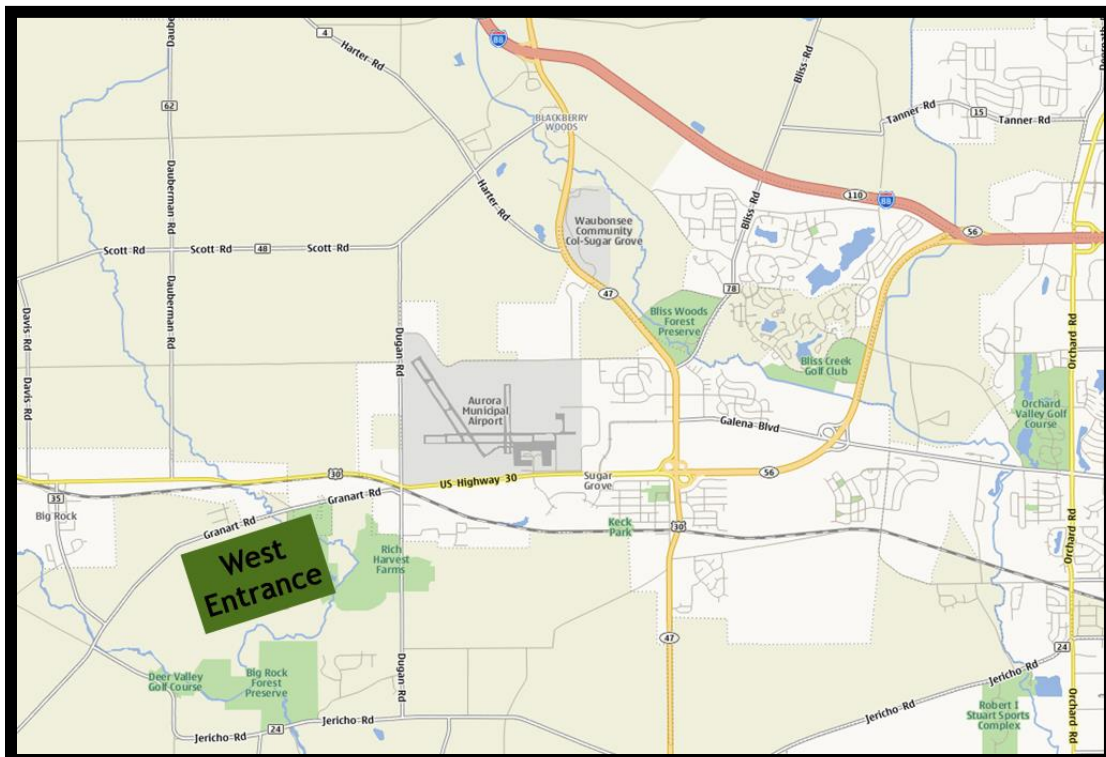 4
Harter Rd
88
Bliss Rd
62
BLACKBERRY
WOODS
Tanner Rd
15
Tanner Rd
Dauberman Rd
Harter Rd
110
88
Bliss Rd
Waubonsee
Community
Col-Sugar Grove
Scott Rd
Scott Rd
48
Scott Rd
56
Dauberman Rd
47
78
Davis Rd
Davis Rd
Dugan Rd
Bliss Woods
Forest
Preserve
Bliss Creek
Golf Club
Orchard Rd
Aurora
Municipal
Airport
Orchard
Valley Golf
Course
Galena Blvd
30
US Highway 30
Sugar
Grove
56
35
Big Rock
Granart Rd
Granart Rd
Keck
Park
30
Orchard Rd
West
Entrance
Rich
Harvest
Farms
47
24
Dugan Rd
Deer Valley
Golf Course
Big Rock
Forest
Preserve
Jericho Rd
Jericho Rd
24
Jericho Rd
Jericho Rd
Robert I
Stuart Sports
Complex
Orchard Rd